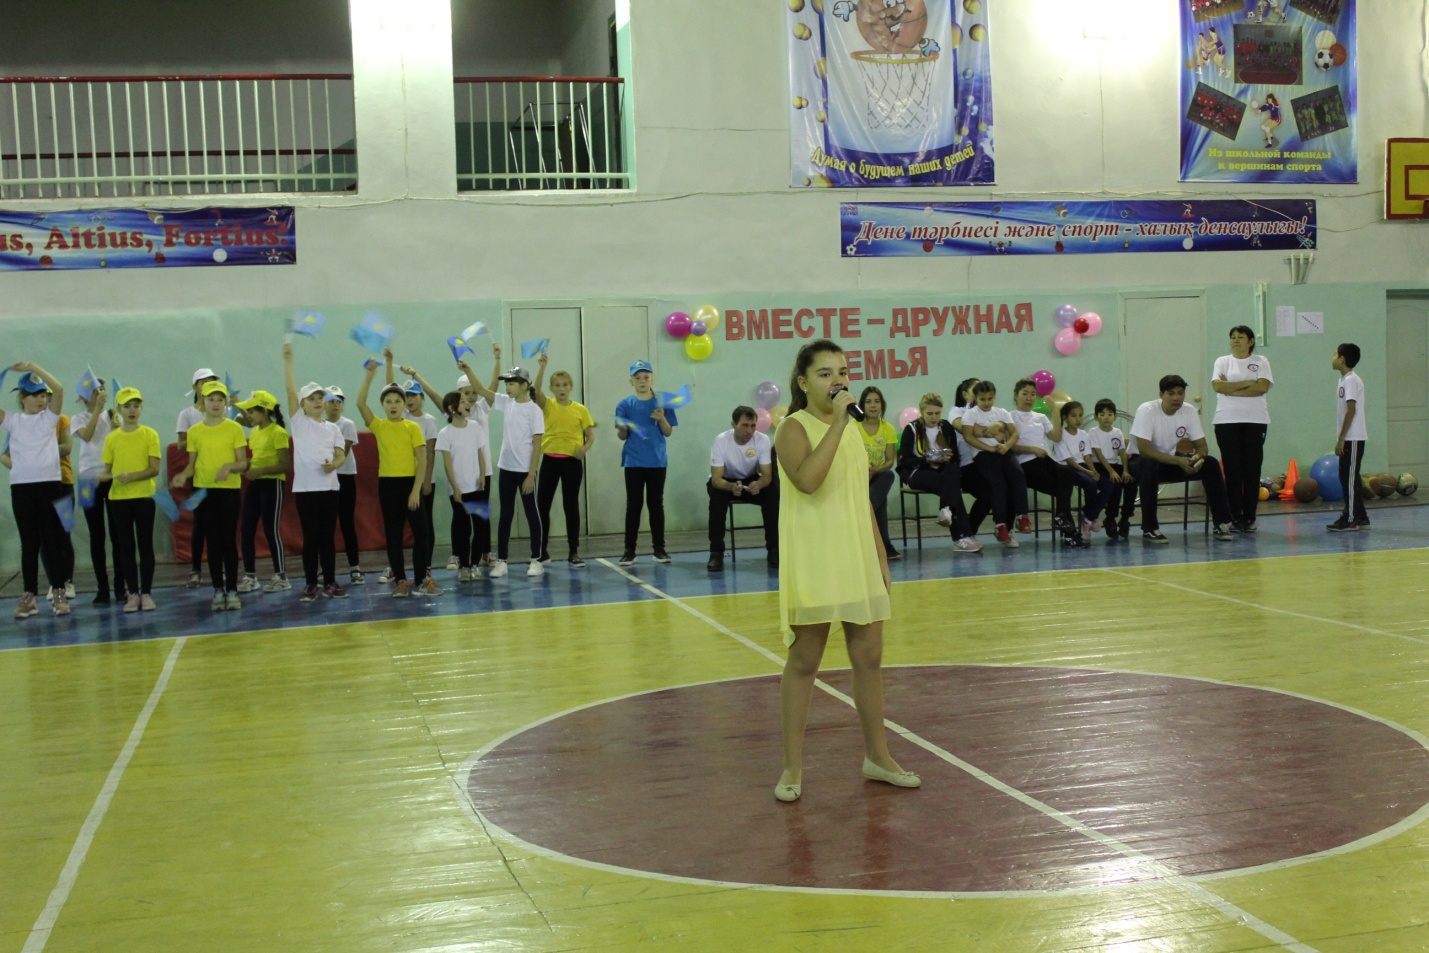 Думая о будущем наших детей
Из школьной команды
к вершинам спорта
us, Altius, Fortius!
Дене тәрбиесі және спорт - халық денсаулығы!
ВМЕСТЕ – ДРУЖНАЯ
ЕМЬЯ